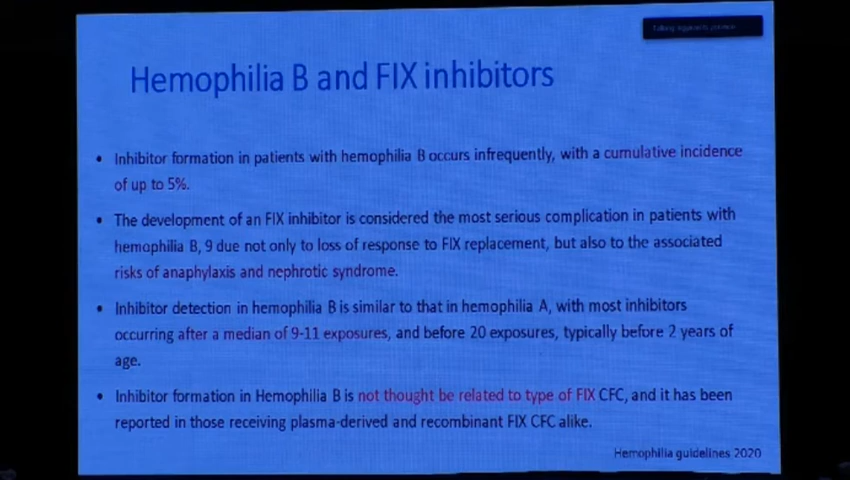 Hemophilia B and FIX inhibitors
• Inhibitor formation in patients with hemophilia B occurs infrequently, with a cumulative incidence
of up to 5%.
• The development of an FIX inhibitor is considered the most serious complication in patients with
hemophilia B, 9 due not only to loss of response to FIX replacement, but also to the associated
risks of anaphylaxis and nephrotic syndrome.
• Inhibitor detection in hemophilia B is similar to that in hemophilia A, with most inhibitors
occurring after a median of 9-11 exposures, and before 20 exposures, typically before 2 years of
age.
• Inhibitor formation in Hemophilia B is not thought be related to type of FIX CFC, and it has been
reported in those receiving plasma-derived and recombinant FIX CFC alike.
Hemophilia guidelines 2020